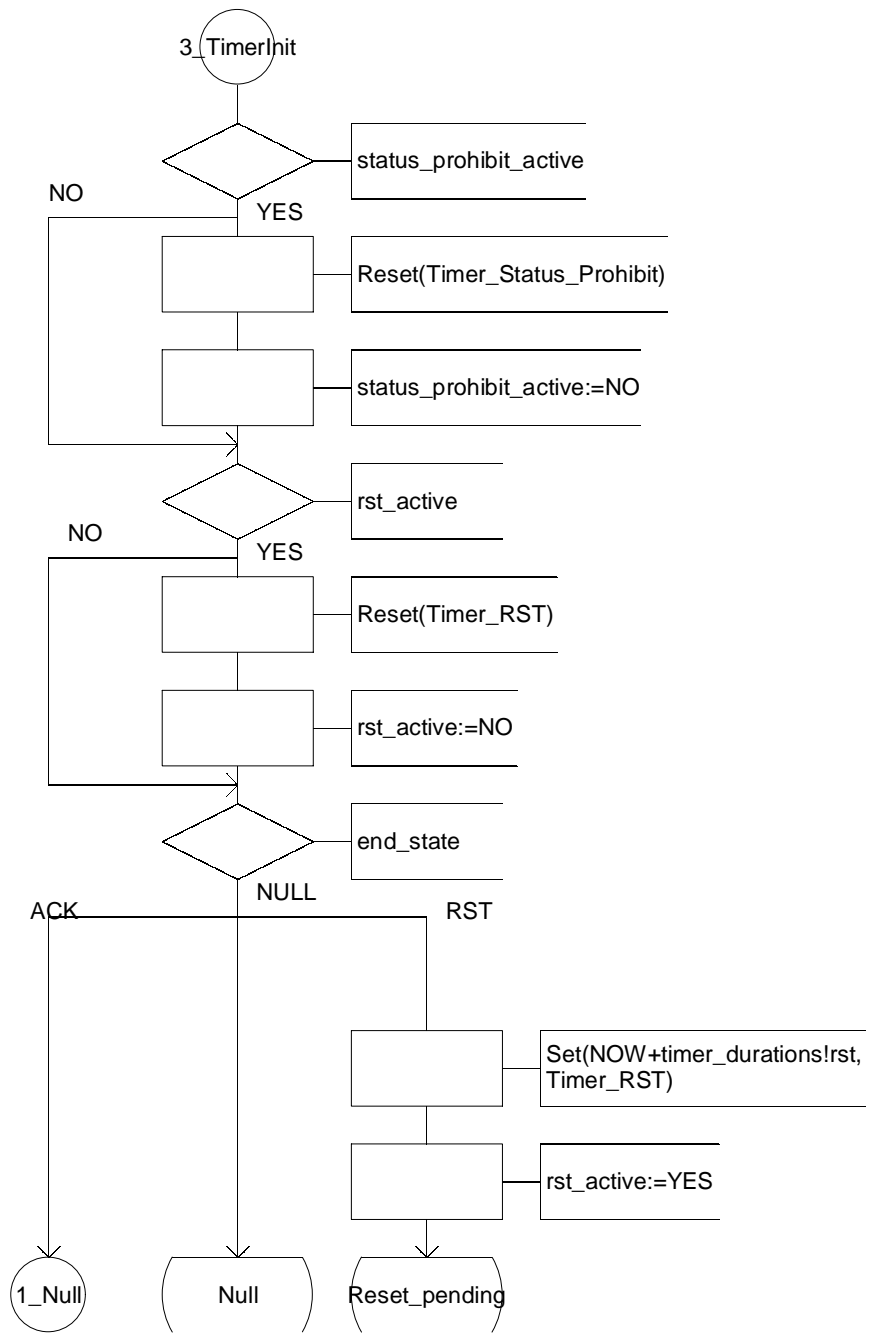 3_TimerInit
status_prohibit_active
NO
YES
Reset(Timer_Status_Prohibit)
status_prohibit_active:=NO
rst_active
NO
YES
Reset(Timer_RST)
rst_active:=NO
end_state
NULL
ACK
RST
Set(NOW+timer_durations!rst,
Timer_RST)
rst_active:=YES
1_Null
Null
Reset_pending